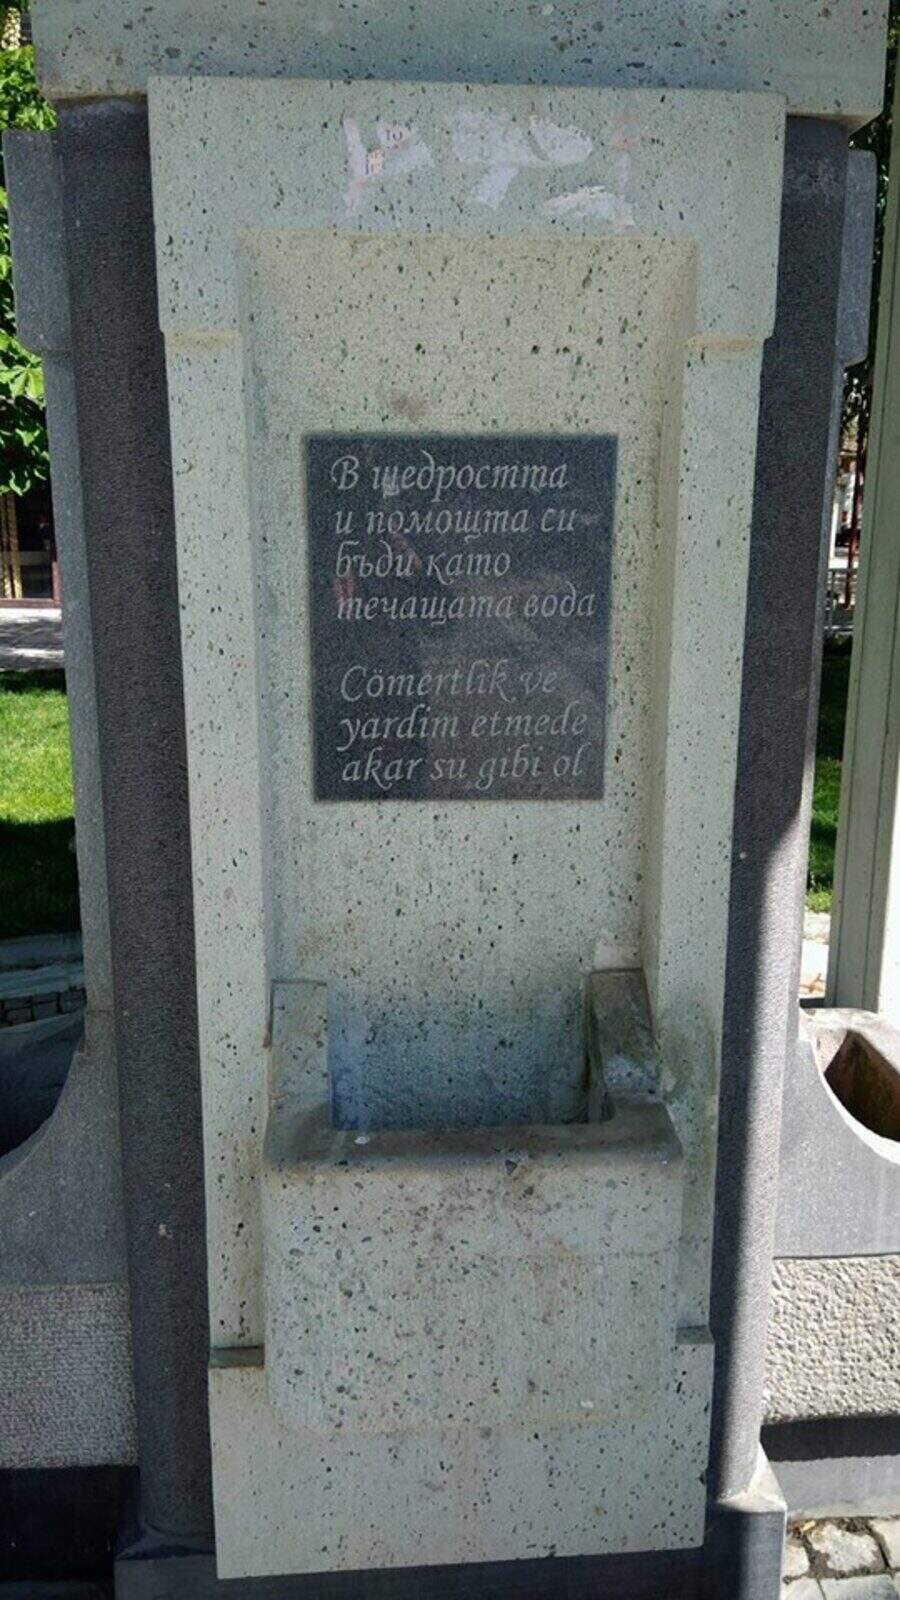 В щедростта
и помощта си
бъди като
течащата вода
Cömertlik ve
yardim etmede
akar su gibi ol